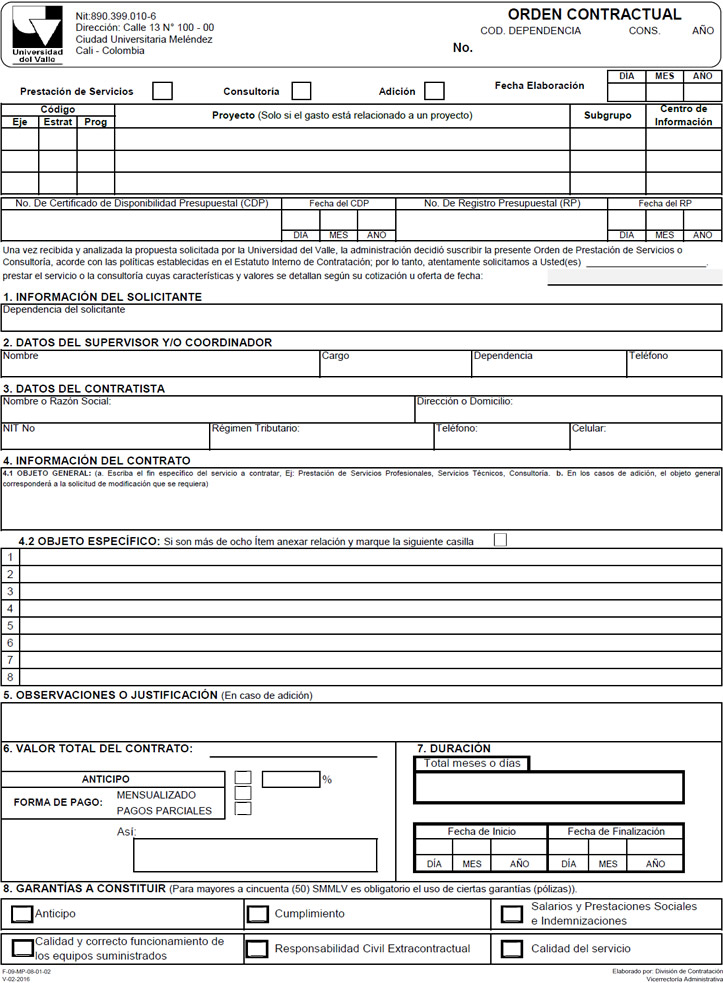 Universidad
del Valle
Nit:890.399.010-6
Dirección: Calle 13 N° 100 - 00
Ciudad Universitaria Meléndez
Cali - Colombia
ORDEN CONTRACTUAL
COD. DEPENDENCIA CONS. AÑO
No.
Prestación de Servicios Consultoría Adición Fecha Elaboración DÍA MES AÑO
Código
Eje Estrat Prog
Proyecto (Solo si el gasto está relacionado a un proyecto)
Subgrupo
Centro de
Información
No. De Certificado de Disponibilidad Presupuestal (CDP) Fecha del CDP No. De Registro Presupuestal (RP) Fecha del RP
DIA MES ANO DIA MES ANO
Una vez recibida y analizada la propuesta solicitada por la Universidad del Valle, la administración decidió suscribir la presente Orden de Prestación de Servicios o
Consultoría, acorde con las políticas establecidas en el Estatuto Interno de Contratación; por lo tanto, atentamente solicitamos a Usted(es) ____________________.
prestar el servicio o la consultoría cuyas características y valores se detallan según su cotización u oferta de fecha:
1. INFORMACIÓN DEL SOLICITANTE
Dependencia del solicitante
2. DATOS DEL SUPERVISOR Y/O COORDINADOR
Nombre Cargo Dependencia Teléfono
3. DATOS DEL CONTRATISTA
Nombre o Razón Social: Dirección o Domicilio:
NIT No Régimen Tributario: Teléfono: Celular:
4. INFORMACIÓN DEL CONTRATO
4.1 OBJETO GENERAL: (a. Escriba el fin específico del servicio a contratar, Ej: Prestación de Servicios Profesionales, Servicios Técnicos, Consultoría. b. En los casos de adición, el objeto general
corresponderá a la solicitud de modificación que se requiera)
4.2 OBJETO ESPECÍFICO: Si son más de ocho Ítem anexar relación y marque la siguiente casilla
1
2
3
4
5
6
7
8
5. OBSERVACIONES O JUSTIFICACIÓN (En caso de adición)
6. VALOR TOTAL DEL CONTRATO:
ANTICIPO %
FORMA DE PAGO: MENSUALIZADO
PAGOS PARCIALES
Así:
7. DURACIÓN
Total meses o días
Fecha de Inicio Fecha de Finalización
DÍA MES AÑO DÍA MES AÑO
8. GARANTÍAS A CONSTITUIR (Para mayores a cincuenta (50) SMMLV es obligatorio el uso de ciertas garantías (pólizas)).
Anticipo
Cumplimiento
Salarios y Prestaciones Sociales
e Indemnizaciones
Calidad y correcto funcionamiento de
los equipos suministrados
Responsabilidad Civil Extracontractual
Calidad del servicio
F-09-MP-08-01-02
V-02-2016
Elaborado por: División de Contratación
Vicerrectoría Administrativa